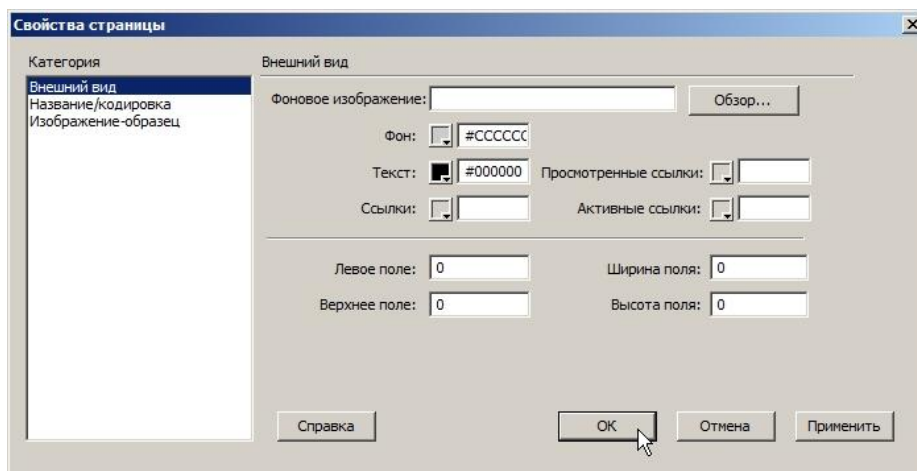 Свойства страницы
Категория
Внешний вид
Название/кодировка
Изображение-образец
Внешний вид
Фоновое изображение:
Обзор...
Фон: #CCCCCC
Текст: #000000 Просмотренные ссылки:
Ссылки: Активные ссылки:
Левое поле: 0 Ширина поля: 0
Верхнее поле: 0 Высота поля: 0
Справка OK Отмена Применить